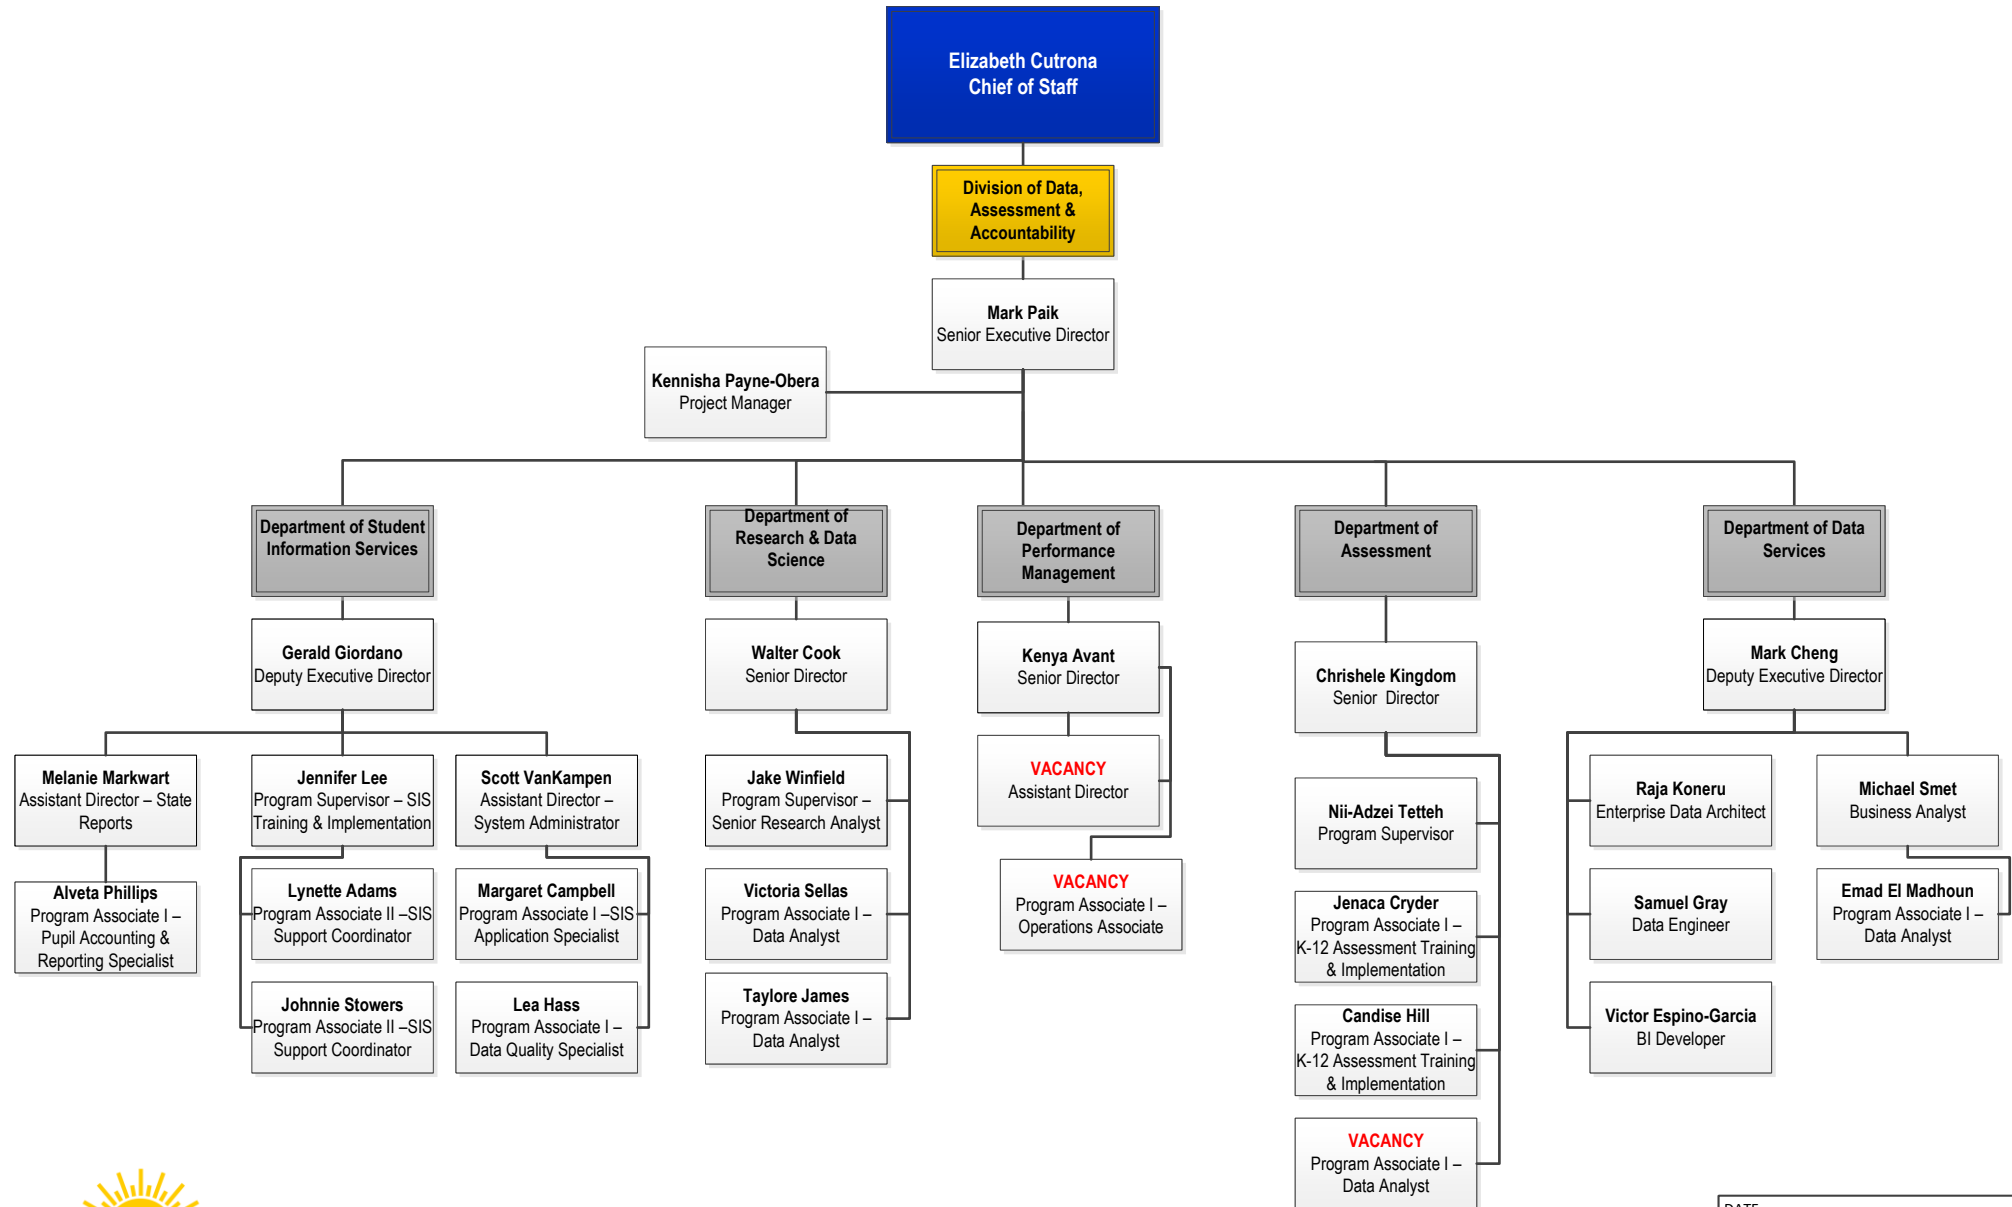 Elizabeth Cutrona
Chief of Staff
Division of Data,
Assessment &
Accountability
Mark Paik
Senior Executive Director
Kennisha Payne-Obera
Project Manager
Department of Student
Information Services
Department of
Research & Data
Science
Department of
Performance
Management
Department of
Assessment
Department of Data
Services
Gerald Giordano
Deputy Executive Director
Walter Cook
Senior Director
Kenya Avant
Senior Director
Chrishele Kingdom
Senior Director
Mark Cheng
Deputy Executive Director
Melanie Markwart
Assistant Director – State
Reports
Jennifer Lee
Program Supervisor – SIS
Training & Implementation
Scott VanKampen
Assistant Director –
System Administrator
Jake Winfield
Program Supervisor –
Senior Research Analyst
VACANCY
Assistant Director
Nii-Adzei Tetteh
Program Supervisor
Raja Koneru
Enterprise Data Architect
Michael Smet
Business Analyst
Alveta Phillips
Program Associate I –
Pupil Accounting &
Reporting Specialist
Lynette Adams
Program Associate II –SIS
Support Coordinator
Margaret Campbell
Program Associate I –SIS
Application Specialist
Victoria Sellas
Program Associate I –
Data Analyst
VACANCY
Program Associate I –
Operations Associate
Jenaca Cryder
Program Associate I –
K-12 Assessment Training
& Implementation
Samuel Gray
Data Engineer
Emad El Madhoun
Program Associate I –
Data Analyst
Johnnie Stowers
Program Associate II –SIS
Support Coordinator
Lea Hass
Program Associate I –
Data Quality Specialist
Taylore James
Program Associate I –
Data Analyst
Candise Hill
Program Associate I –
K-12 Assessment Training
& Implementation
Victor Espino-Garcia
BI Developer
VACANCY
Program Associate I –
Data Analyst